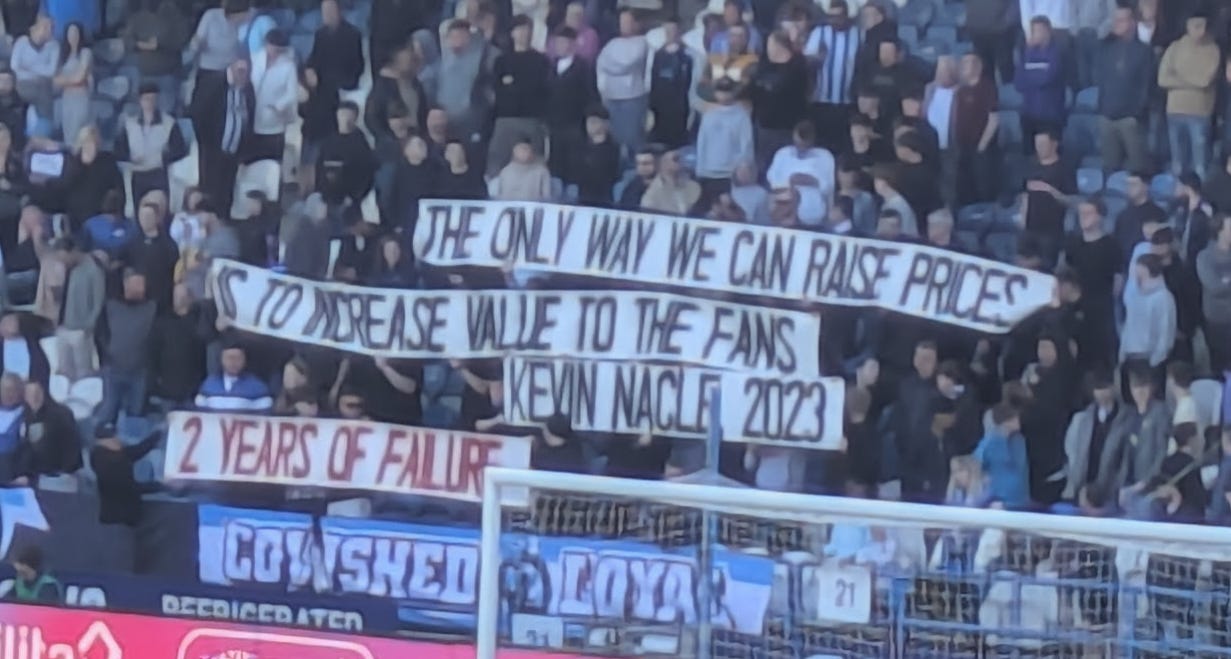 THE ONLY WAY WE CAN RAISE PRICES
IS TO INCREASE VALUE TO THE FANS
KEVIN NAGLE 2023
2 YEARS OF FAILURE
COWSHED LOYAL
21
21
REFRIGERATED